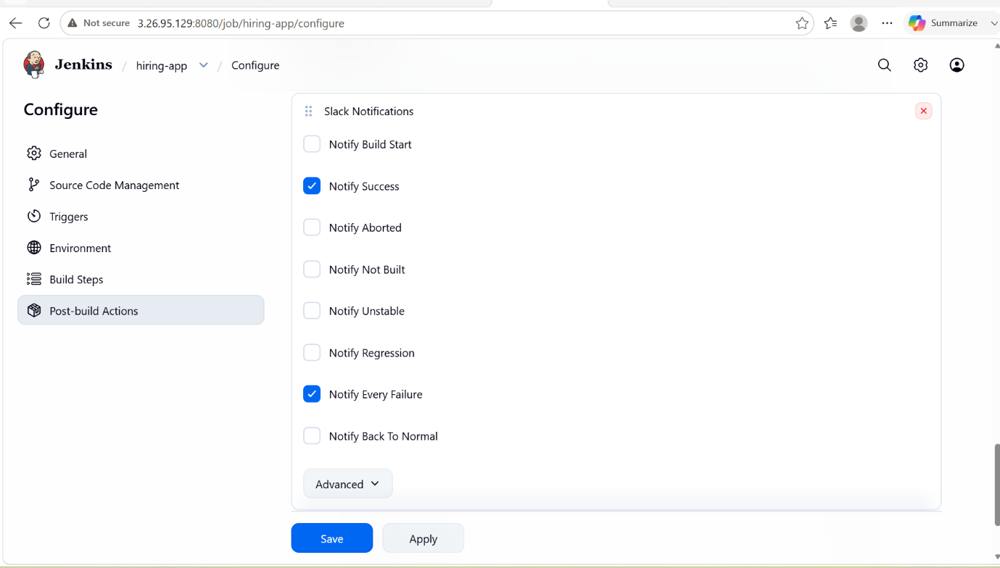 Not secure 3.26.95.129:8080/job/hiring-app/configure
Summarize
Jenkins / hiring-app / Configure
Configure
General
Source Code Management
Triggers
Environment
Build Steps
Post-build Actions
Slack Notifications
Notify Build Start
Notify Success
Notify Aborted
Notify Not Built
Notify Unstable
Notify Regression
Notify Every Failure
Notify Back To Normal
Advanced
Save
Apply